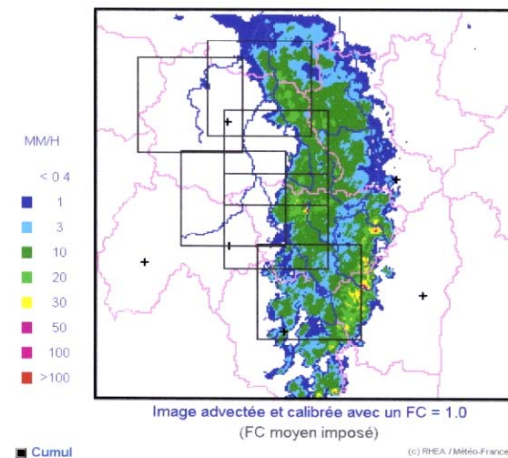 MM/H
< 0 4
1
3
10
20
30
50
100
>100
Image advectée et calibrée avec un FC = 1.0
(FC moyen imposé)
Cumul
(c) RHEA / Météo-France